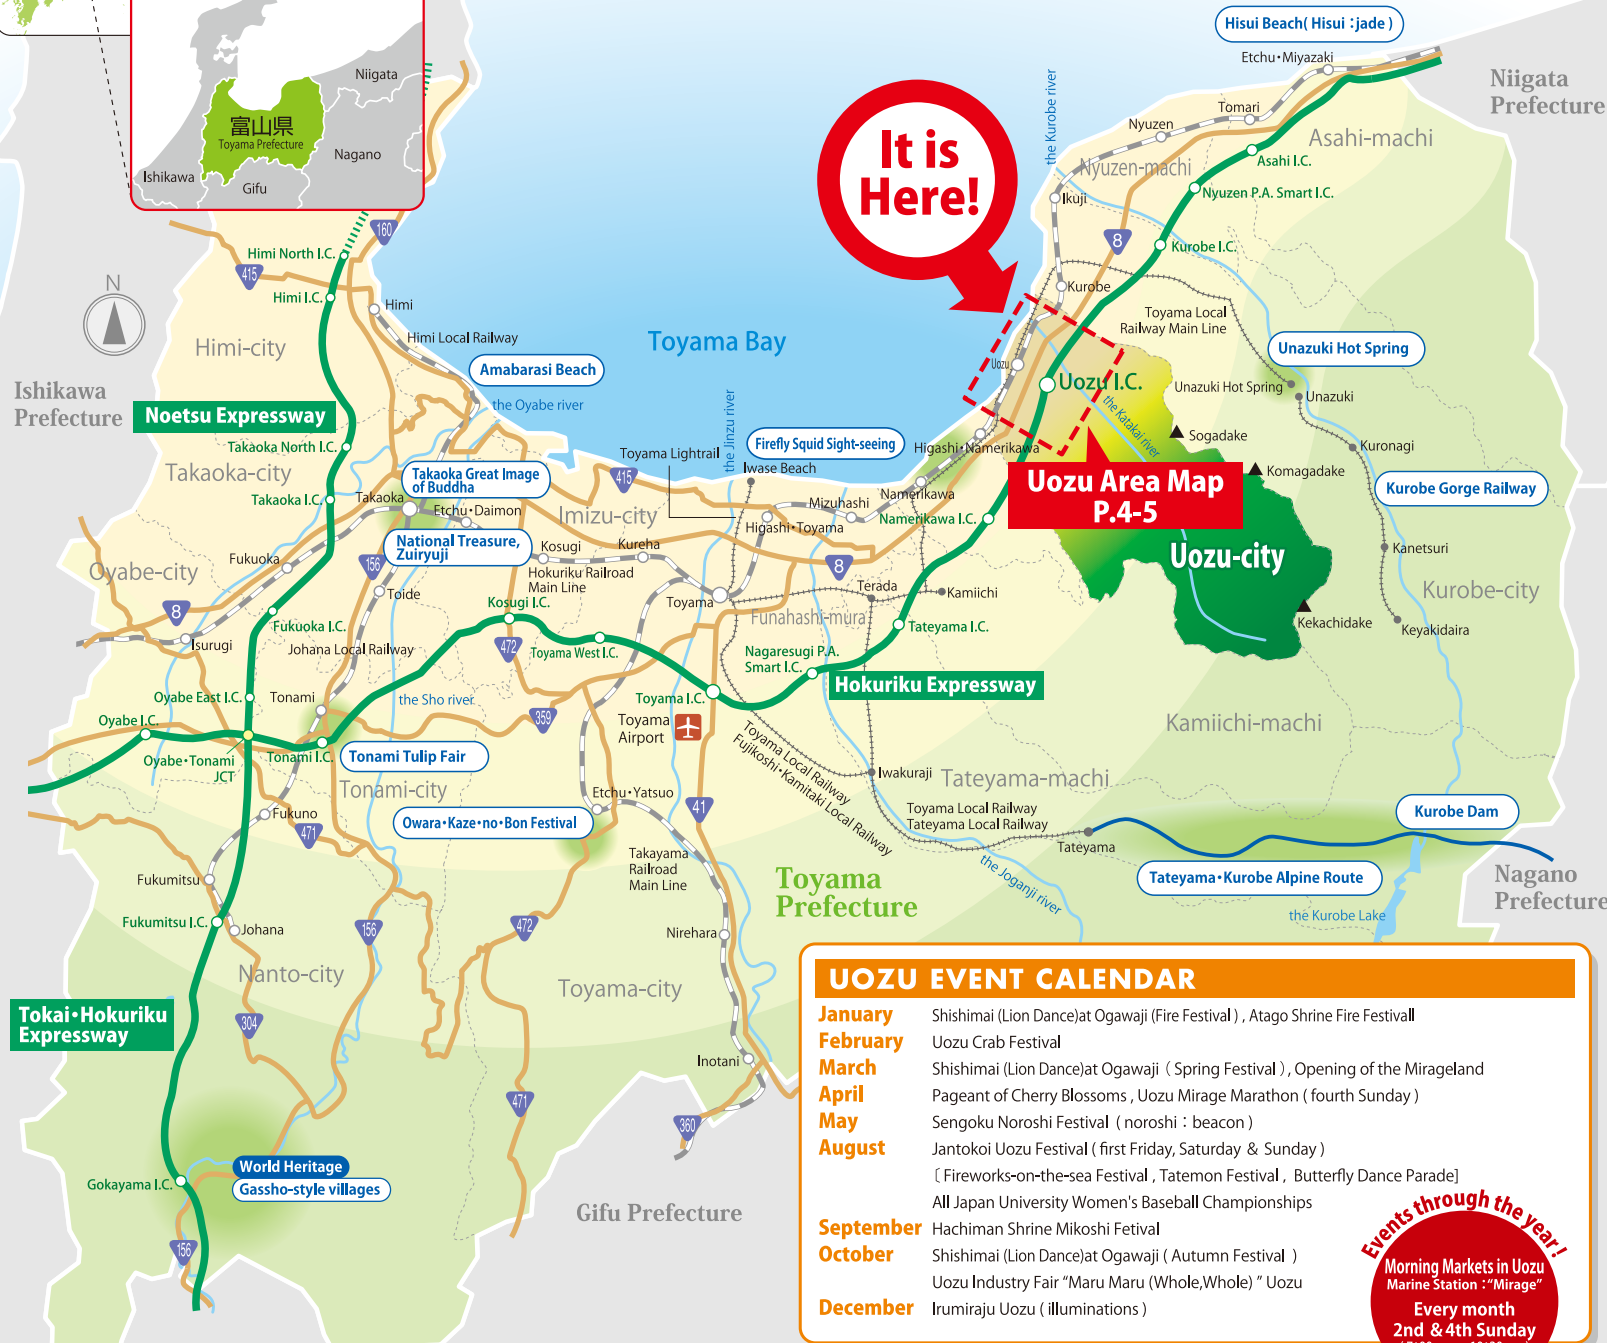 Niigata
富山県
Toyama Prefecture
Nagano
Ishikawa
Gifu
Hisui Beach( Hisui : jade )
Etchu・Miyazaki
Niigata
Prefecture
Tomari
Nyuzen
Asahi-machi
Asahi I.C.
the Kurobe river
Nyuzen-machi
Nyuzen P.A. Smart I.C.
Ikuji
It is
Here!
8
Kurobe I.C.
Kurobe
160
Himi North I.C.
415
Himi I.C.
Himi
N
Himi-city
Himi Local Railway
Toyama Bay
Toyama Local
Railway Main Line
Unazuki Hot Spring
Amabarasi Beach
Uozu
Uozu I.C.
Unazuki Hot Spring
Unazuki
Ishikawa
Prefecture
Noetsu Expressway
the Oyabe river
the Jinzu river
the Katakai river
Sogadake
Kuronagi
Takaoka North I.C.
Firefly Squid Sight-seeing
Higashi・Namerikawa
Toyama Lightrail
Iwase Beach
Takaoka-city
Takaoka Great Image
of Buddha
415
Komagadake
Uozu Area Map
P.4-5
Kurobe Gorge Railway
Takaoka I.C.
Takaoka
Etchu・Daimon
Imizu-city
Mizuhashi
Namerikawa
Higashi・Toyama
Namerikawa I.C.
National Treasure,
Zuiryuji
Kosugi
Kureha
Kanetsuri
Uozu-city
Fukuoka
156
Hokuriku Railroad
Main Line
8
Oyabe-city
Toide
Kosugi I.C.
Toyama
Terada
Kamiichi
Kurobe-city
8
Fukuoka I.C.
Funahashi-mura
Kekachidake
Keyakidaira
Isurugi
Johana Local Railway
472
Toyama West I.C.
Tateyama I.C.
Nagaresugi P.A.
Smart I.C.
Hokuriku Expressway
Oyabe East I.C.
Tonami
the Sho river
Toyama I.C.
Oyabe I.C.
359
Toyama
Airport
Kamiichi-machi
Oyabe・Tonami
JCT
Tonami I.C.
Tonami Tulip Fair
Toyama Local Railway
Fujikoshi・Kamitaki Local Railway
Iwakuraji
Tateyama-machi
Tonami-city
Etchu・Yatsuo
41
Toyama Local Railway
Tateyama Local Railway
Kurobe Dam
Fukuno
471
Owara・Kaze・no・Bon Festival
Tateyama
Takayama
Railroad
Main Line
the Joganji river
Tateyama・Kurobe Alpine Route
Nagano
Prefecture
Fukumitsu
Toyama
Prefecture
the Kurobe Lake
Fukumitsu I.C.
Johana
156
472
Nirehara
Nanto-city
Toyama-city
Tokai・Hokuriku
Expressway
304
Inotani
471
360
World Heritage
Gassho-style villages
Gokayama I.C.
Gifu Prefecture
156
UOZU EVENT CALENDAR
January Shishimai (Lion Dance)at Ogawaji (Fire Festival ) , Atago Shrine Fire Festivall
February Uozu Crab Festival
March Shishimai (Lion Dance)at Ogawaji ( Spring Festival ) , Opening of the Mirageland
April Pageant of Cherry Blossoms , Uozu Mirage Marathon ( fourth Sunday )
May Sengoku Noroshi Festival ( noroshi : beacon )
August Jantokoi Uozu Festival ( first Friday, Saturday & Sunday )
[ Fireworks-on-the-sea Festival , Tatemon Festival , Butterfly Dance Parade]
All Japan University Women's Baseball Championships
September Hachiman Shrine Mikoshi Fetival
October Shishimai (Lion Dance)at Ogawaji ( Autumn Festival )
Uozu Industry Fair “Maru Maru (Whole,Whole) ” Uozu
December Irumiraju Uozu ( illuminations )
Events through the year!
Morning Markets in Uozu
Marine Station : “Mirage”
Every month
2nd & 4th Sunday